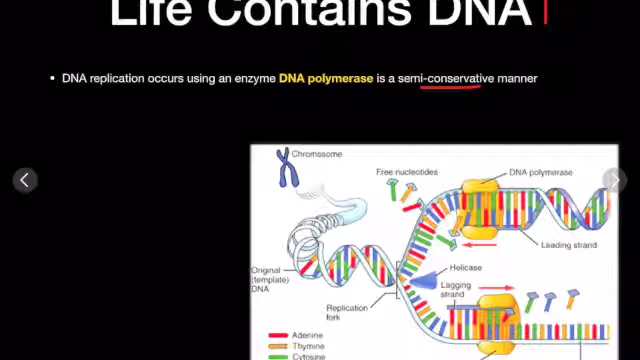 Life Contains DNA
• DNA replication occurs using an enzyme DNA polymerase is a semi-conservative manner
Chromosome
Free nucleotides
DNA polymerase
Leading strand
Helicase
Lagging
strand
Original
(template)
DNA
Replication
fork
Adenine
Thymine
Cytosine